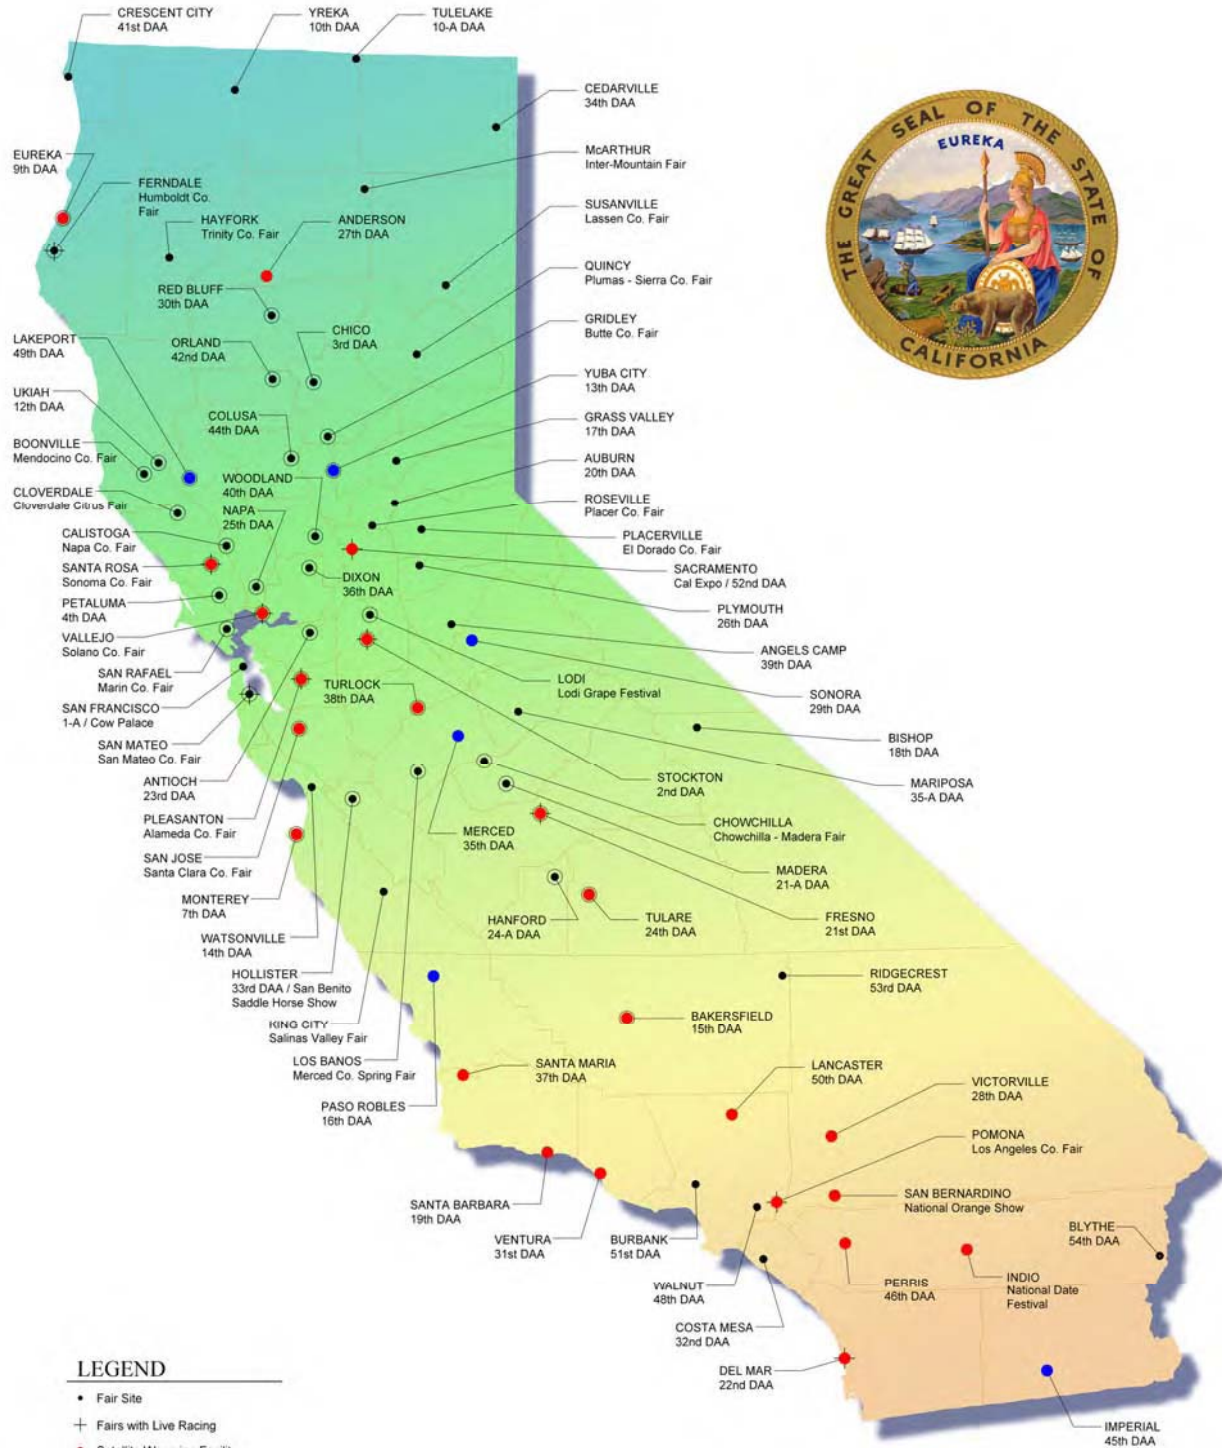 CRESCENT CITY
41st DAA
YREKA
10th DAA
TULELAKE
10-A DAA
CEDARVILLE
34th DAA
EUREKA
9th DAA
McARTHUR
Inter-Mountain Fair
FERNDALE
Humboldt Co.
Fair
HAYFORK
Trinity Co. Fair
ANDERSON
27th DAA
SUSANVILLE
Lassen Co. Fair
QUINCY
Plumas - Sierra Co. Fair
RED BLUFF
30th DAA
GRIDLEY
Butte Co. Fair
LAKEPORT
49th DAA
ORLAND
42nd DAA
CHICO
3rd DAA
YUBA CITY
13th DAA
UKIAH
12th DAA
COLUSA
44th DAA
GRASS VALLEY
17th DAA
BOONVILLE
Mendocino Co. Fair
AUBURN
20th DAA
WOODLAND
40th DAA
CLOVERDALE
Cloverdale Citrus Fair
ROSEVILLE
Placer Co. Fair
NAPA
25th DAA
CALISTOGA
Napa Co. Fair
PLACERVILLE
El Dorado Co. Fair
SANTA ROSA
Sonoma Co. Fair
DIXON
36th DAA
SACRAMENTO
Cal Expo / 52nd DAA
PETALUMA
4th DAA
PLYMOUTH
26th DAA
VALLEJO
Solano Co. Fair
ANGELS CAMP
39th DAA
SAN RAFAEL
Marin Co. Fair
TURLOCK
38th DAA
LODI
Lodi Grape Festival
SONORA
29th DAA
SAN FRANCISCO
1-A / Cow Palace
BISHOP
18th DAA
SAN MATEO
San Mateo Co. Fair
ANTIOCH
23rd DAA
STOCKTON
2nd DAA
MARIPOSA
35-A DAA
PLEASANTON
Alameda Co. Fair
MERCED
35th DAA
CHOWCHILLA
Chowchilla - Madera Fair
SAN JOSE
Santa Clara Co. Fair
MADERA
21-A DAA
MONTEREY
7th DAA
HANFORD
24-A DAA
TULARE
24th DAA
FRESNO
21st DAA
WATSONVILLE
14th DAA
HOLLISTER
33rd DAA / San Benito
Saddle Horse Show
RIDGECREST
53rd DAA
KING CITY
Salinas Valley Fair
BAKERSFIELD
15th DAA
LOS BANOS
Merced Co. Spring Fair
SANTA MARIA
37th DAA
LANCASTER
50th DAA
VICTORVILLE
28th DAA
PASO ROBLES
16th DAA
POMONA
Los Angeles Co. Fair
SANTA BARBARA
19th DAA
SAN BERNARDINO
National Orange Show
VENTURA
31st DAA
BURBANK
51st DAA
BLYTHE
54th DAA
WALNUT
48th DAA
PERRIS
46th DAA
INDIO
National Date
Festival
COSTA MESA
32nd DAA
DEL MAR
22nd DAA
IMPERIAL
45th DAA
THE GREAT SEAL OF THE STATE OF CALIFORNIA
EUREKA
LEGEND
Fair Site
Fairs with Live Racing